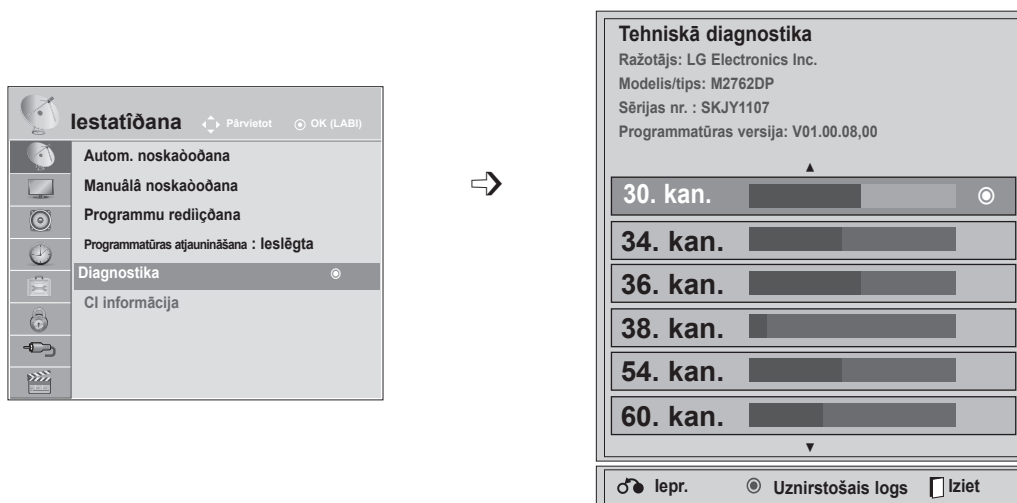 Iestatîðana Pârvietot OK (LABI)
Autom. noskaòoðana
Manuâlâ noskaòoðana
Programmu rediìçðana
Programmatūras atjaunināšana : Ieslēgta
Diagnostika
CI informācija
Tehniskā diagnostika
Ražotājs: LG Electronics Inc.
Modelis/tips: M2762DP
Sērijas nr. : SKJY1107
Programmatūras versija: V01.00.08,00
30. kan.
34. kan.
36. kan.
38. kan.
54. kan.
60. kan.
Iepr. Uznirstošais logs Iziet